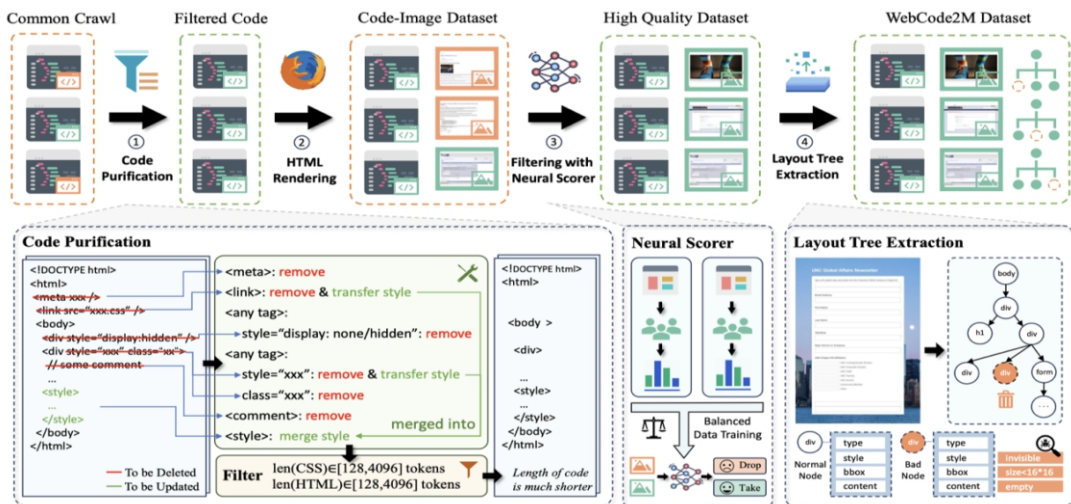 Common Crawl
Filtered Code
Code-Image Dataset
High Quality Dataset
WebCode2M Dataset
①
Code
Purification
②
HTML
Rendering
③
Filtering with
Neural Scorer
④
Layout Tree
Extraction
Code Purification
<!DOCTYPE html>
<html>
<meta xxx />
<link src="xxx.css" />
<body>
<div style="display:hidden" />
<div style="xxx" class="xx">
// some comment
...
<style>
...
</style>
</body>
</html>
To be Deleted
To be Updated
<meta>: remove
<link>: remove & transfer style
<any tag>:
style="display: none/hidden": remove
<any tag>:
style="xxx": remove & transfer style
class="xxx": remove
<comment>: remove
merged into
<style>: merge style
Filter
len(CSS)∈[128,4096] tokens
len(HTML)∈[128,4096] tokens
<!DOCTYPE html>
<html>
<body >
<div>
...
<style>
...
</style>
</body>
</html>
Length of code
is much shorter
Neural Scorer
Balanced
Data Training
Drop
Take
Layout Tree Extraction
body
div
h1
div
div
div
form
...
div
Normal
Node
type
style
bbox
content
div
Bad
Node
type
style
bbox
content
invisible
size<16*16
empty